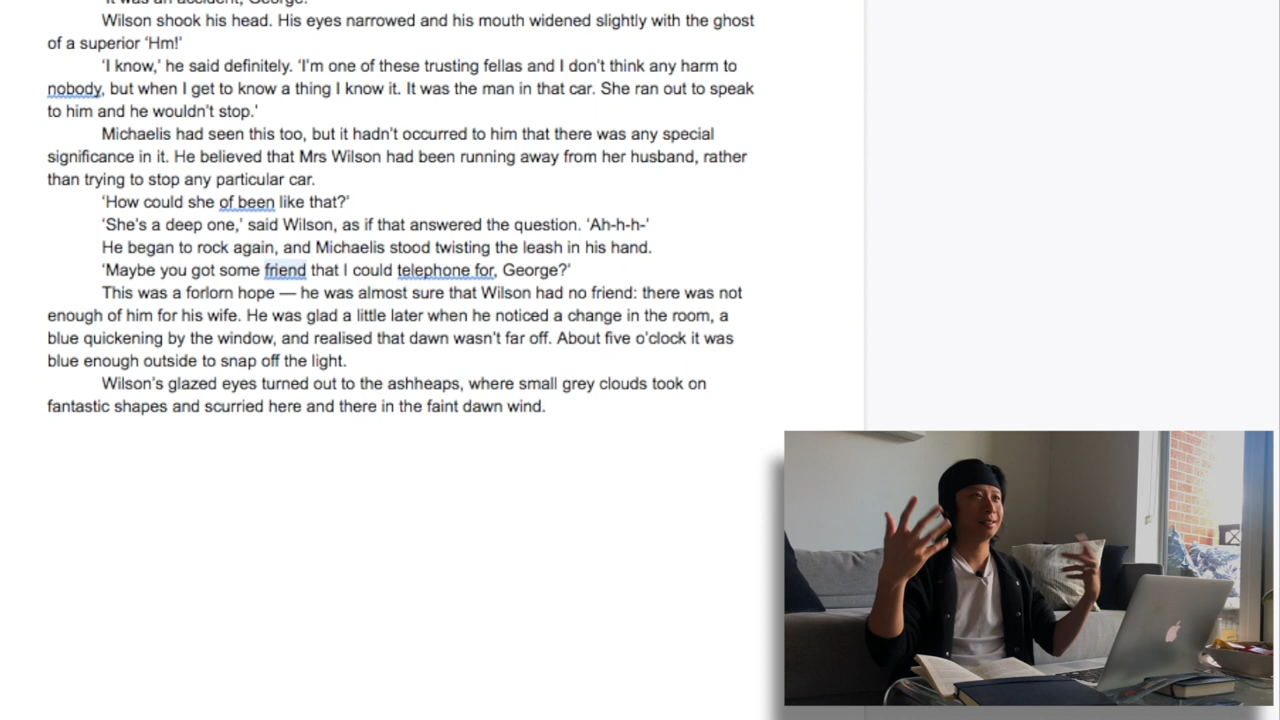 'It was an accident, George.'
Wilson shook his head. His eyes narrowed and his mouth widened slightly with the ghost
of a superior ‘Hm!’
‘I know,’ he said definitely. ‘I’m one of these trusting fellas and I don’t think any harm to
nobody, but when I get to know a thing I know it. It was the man in that car. She ran out to speak
to him and he wouldn’t stop.’
Michaelis had seen this too, but it hadn’t occurred to him that there was any special
significance in it. He believed that Mrs Wilson had been running away from her husband, rather
than trying to stop any particular car.
‘How could she of been like that?’
‘She’s a deep one,’ said Wilson, as if that answered the question. ‘Ah-h-h-’
He began to rock again, and Michaelis stood twisting the leash in his hand.
‘Maybe you got some friend that I could telephone for, George?’
This was a forlorn hope — he was almost sure that Wilson had no friend: there was not
enough of him for his wife. He was glad a little later when he noticed a change in the room, a
blue quickening by the window, and realised that dawn wasn’t far off. About five o’clock it was
blue enough outside to snap off the light.
Wilson’s glazed eyes turned out to the ashheaps, where small grey clouds took on
fantastic shapes and scurried here and there in the faint dawn wind.